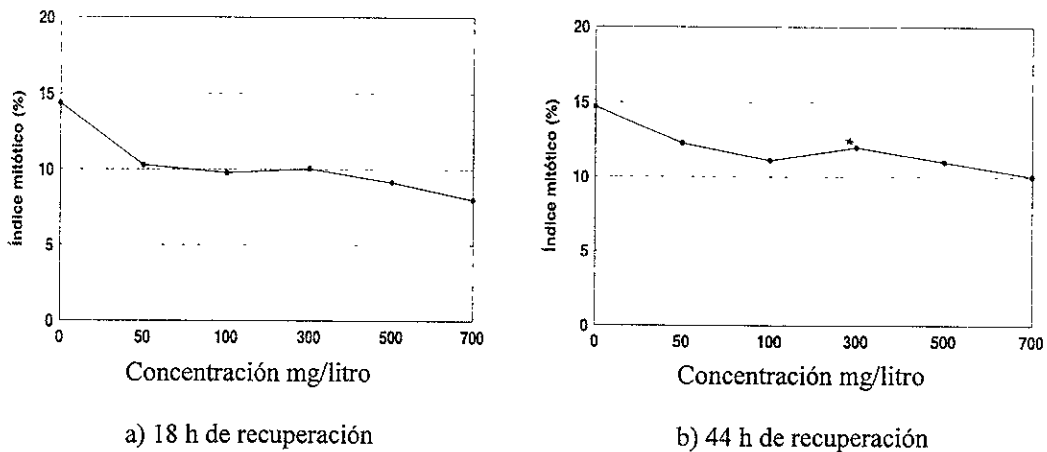 20
15
10
5
0
Índice mitótico (%)
0 50 100 300 500 700
Concentración mg/litro
a) 18 h de recuperación
20
15
10
5
0
Índice mitótico (%)
*
0 50 100 300 500 700
Concentración mg/litro
b) 44 h de recuperación